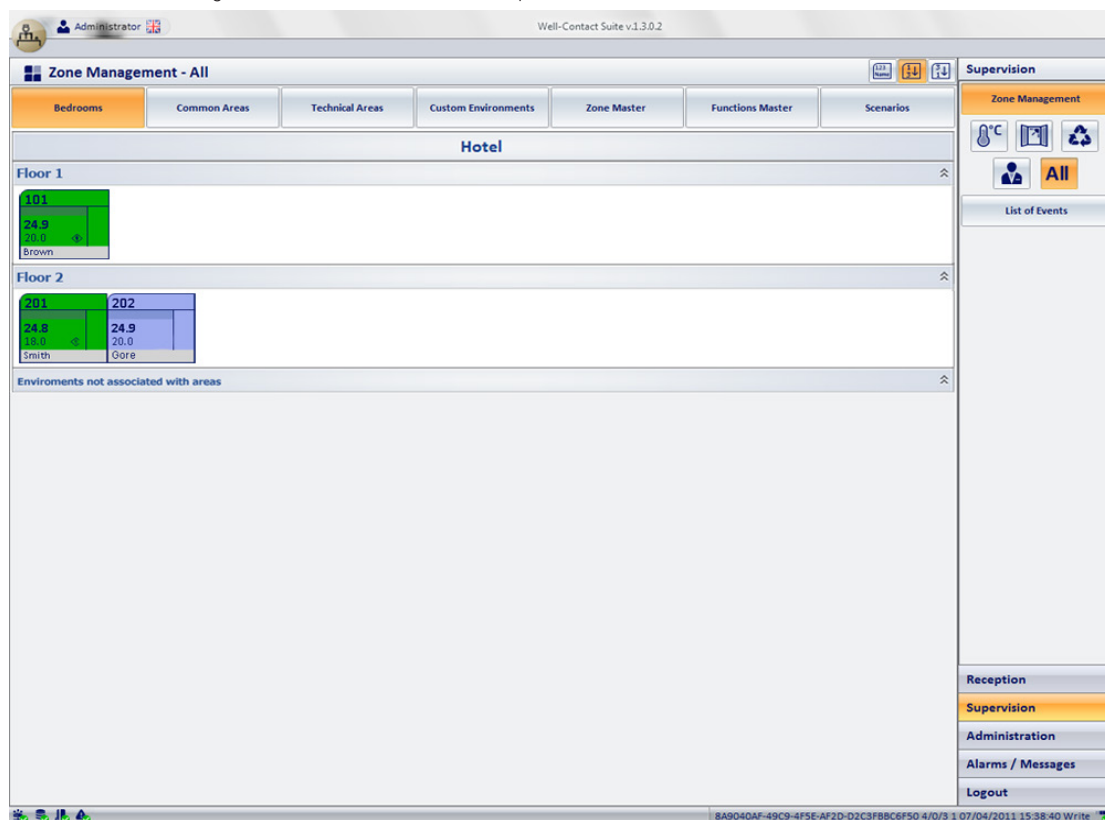 Administrator
Well-Contact Suite v.1.3.0.2
Zone Management - All
Supervision
Bedrooms
Common Areas
Technical Areas
Custom Environments
Zone Master
Functions Master
Scenarios
Zone Management
°C
All
List of Events
Hotel
Floor 1
101
24.9
20.0
Brown
Floor 2
201
24.8
18.0
Smith
202
24.9
20.0
Gore
Enviroments not associated with areas
Reception
Supervision
Administration
Alarms / Messages
Logout
8A9040AF-49C9-4F5E-AF2D-D2C3FBBC6F50 4/0/3 1 07/04/2011 15:38:40 Write